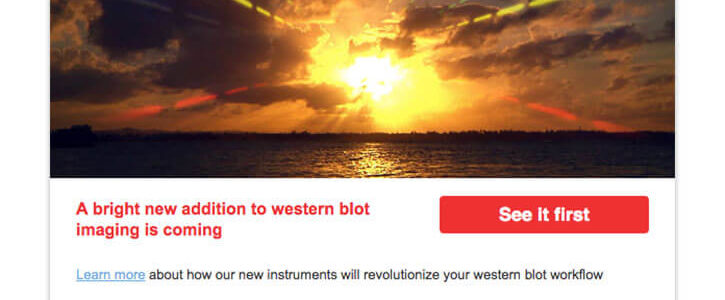 A bright new addition to western blot
imaging is coming
See it first
Learn more about how our new instruments will revolutionize your western blot workflow